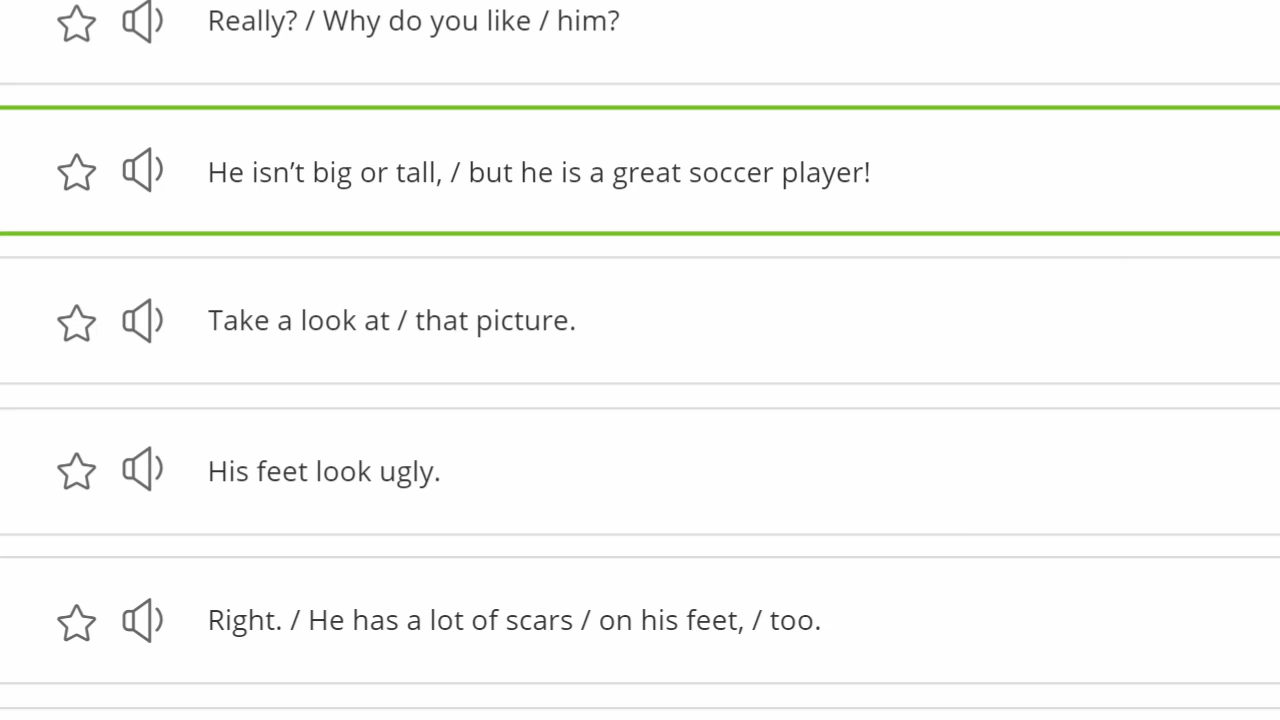 Really? / Why do you like / him?
He isn’t big or tall, / but he is a great soccer player!
Take a look at / that picture.
His feet look ugly.
Right. / He has a lot of scars / on his feet, / too.